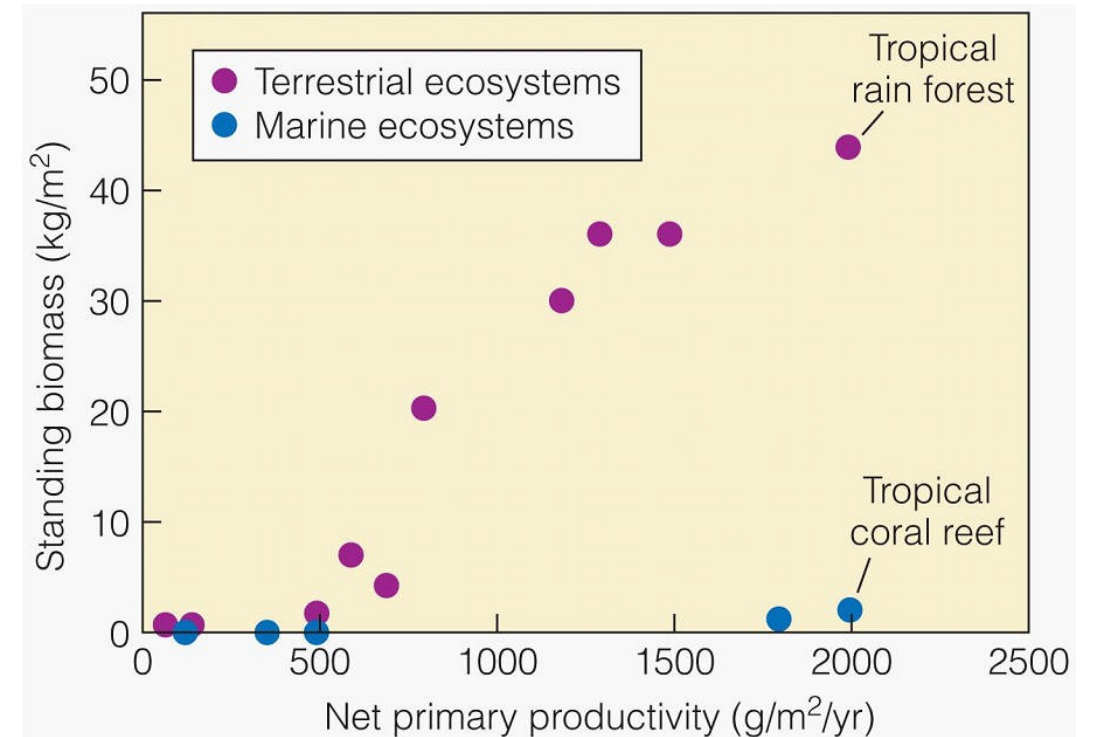 Tropical
rain forest
Terrestrial ecosystems
Marine ecosystems
Standing biomass (kg/m²)
50
40
30
20
10
0
Tropical
coral reef
0 500 1000 1500 2000 2500
Net primary productivity (g/m²/yr)